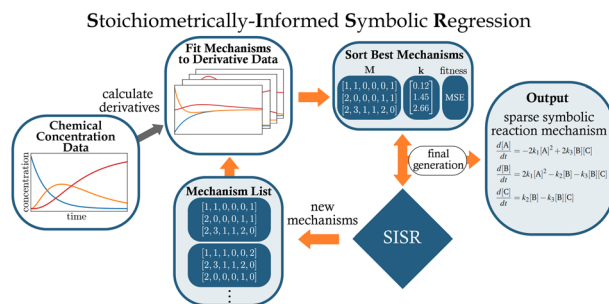 Stoichiometrically-Informed Symbolic Regression
Fit Mechanisms
to Derivative Data
Sort Best Mechanisms
M k fitness
[1, 1, 0, 0, 0, 1]
[2, 0, 0, 0, 1, 1]
[2, 3, 1, 1, 2, 0]
[0.12]
[1.45]
[2.66]
MSE
calculate
derivatives
Chemical
Concentration
Data
concentration
time
Mechanism List
[1, 1, 0, 0, 0, 1]
[2, 0, 0, 0, 1, 1]
[2, 3, 1, 1, 2, 0]
[1, 1, 1, 0, 0, 2]
[2, 3, 1, 1, 2, 0]
[2, 0, 0, 0, 1, 0]
⋮
new
mechanisms
SISR
final
generation
Output
sparse symbolic
reaction mechanism
d[A]/dt = −2k₁[A]² + 2k₃[B][C]
d[B]/dt = 2k₁[A]² − k₂[B] − k₃[B][C]
d[C]/dt = k₂[B] − k₃[B][C]